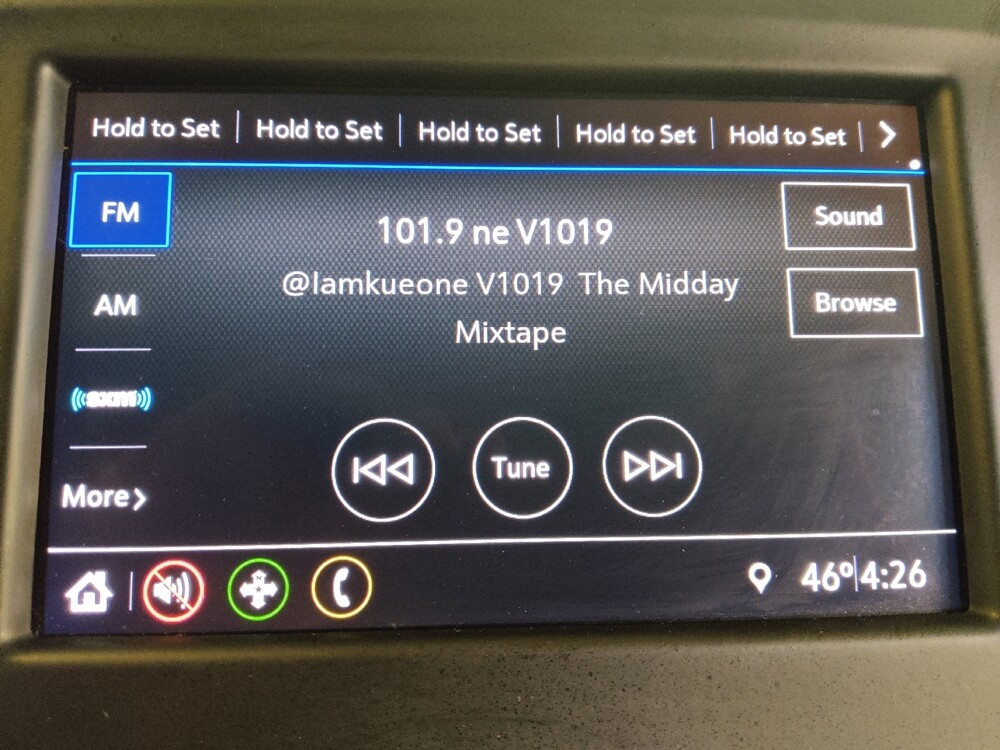 Hold to Set Hold to Set Hold to Set Hold to Set Hold to Set
FM
101.9 ne V1019
Sound
@Iamkueone V1019 The Midday
Mixtape
AM
Browse
sxm
More
Tune
46° 4:26